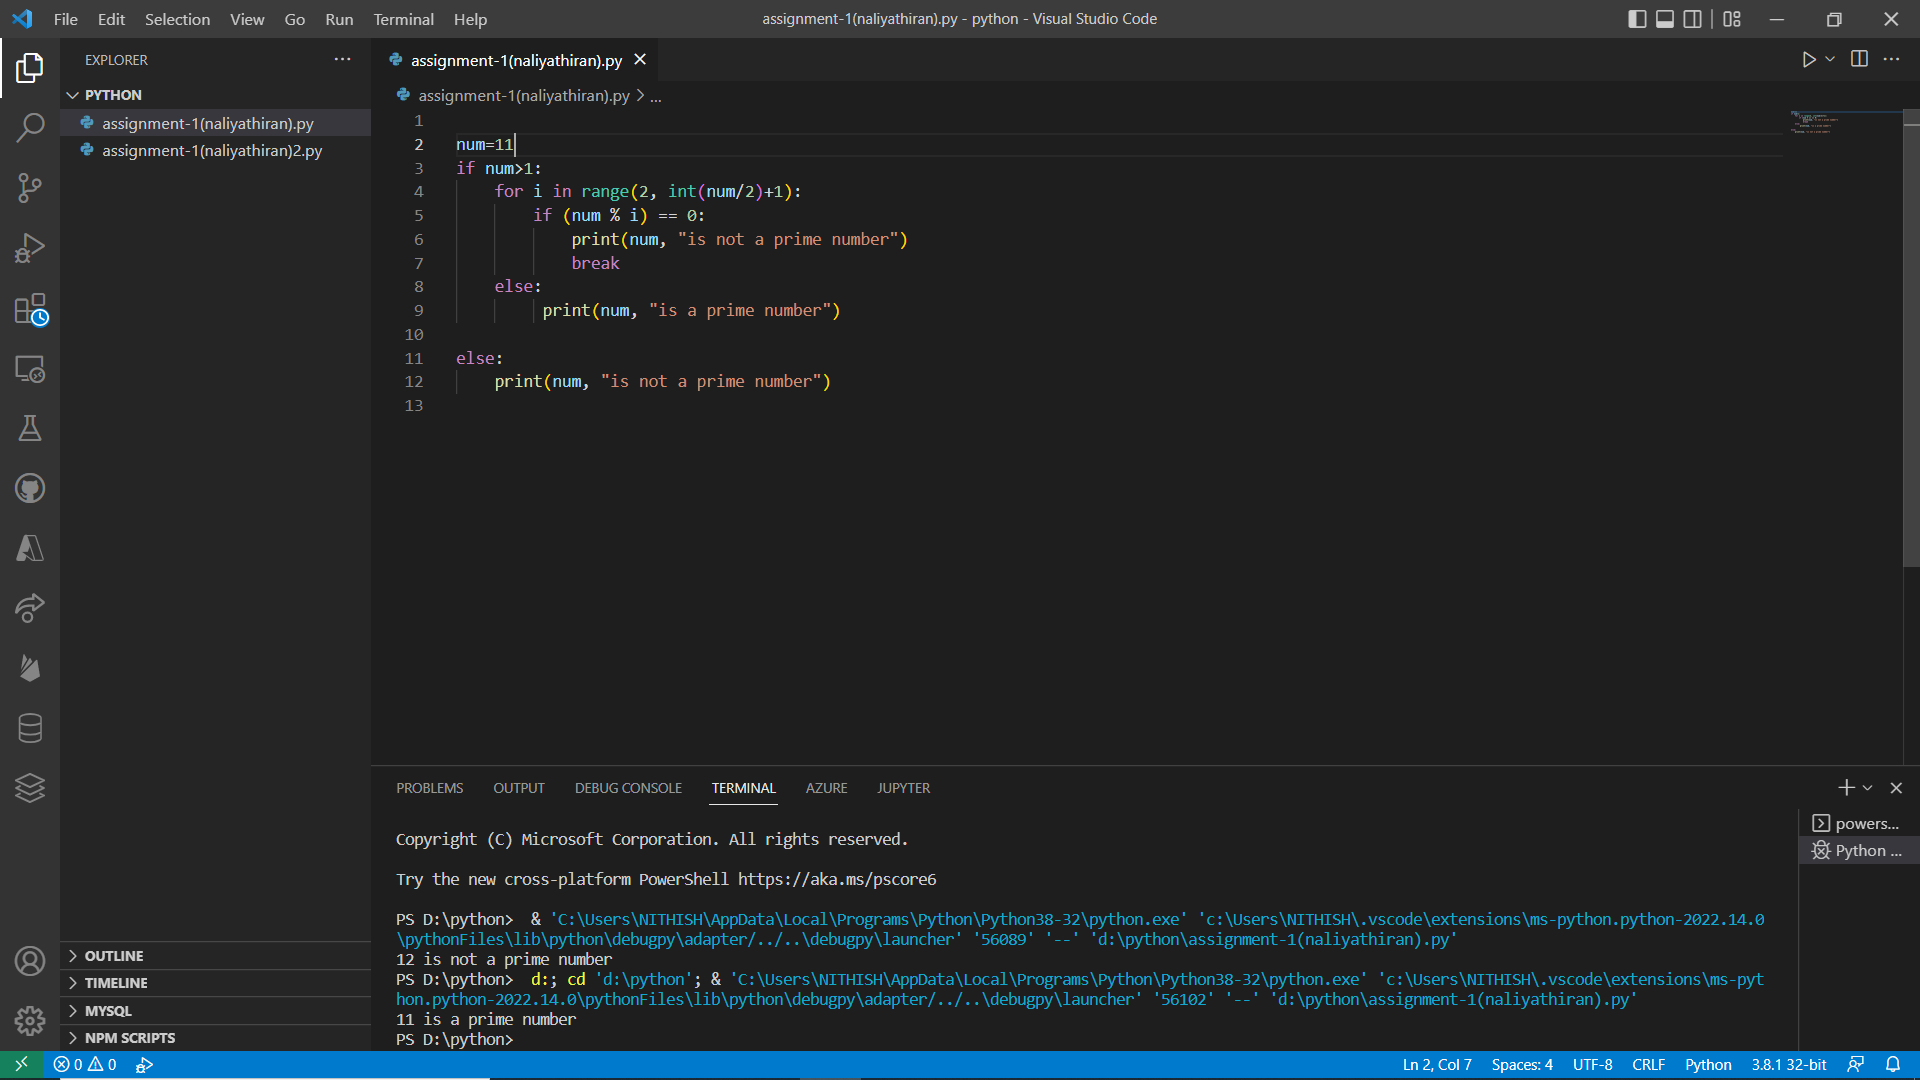 File Edit Selection View Go Run Terminal Help
assignment-1(naliyathiran).py - python - Visual Studio Code
EXPLORER
PYTHON
assignment-1(naliyathiran).py
assignment-1(naliyathiran)2.py
assignment-1(naliyathiran).py
assignment-1(naliyathiran).py > ...
1
2 num=11
3 if num>1:
4     for i in range(2, int(num/2)+1):
5         if (num % i) == 0:
6             print(num, "is not a prime number")
7             break
8     else:
9          print(num, "is a prime number")
10
11 else:
12     print(num, "is not a prime number")
13
PROBLEMS OUTPUT DEBUG CONSOLE TERMINAL AZURE JUPYTER
powers...
Python ...
Copyright (C) Microsoft Corporation. All rights reserved.
Try the new cross-platform PowerShell https://aka.ms/pscore6
PS D:\python>  & 'C:\Users\NITHISH\AppData\Local\Programs\Python\Python38-32\python.exe' 'c:\Users\NITHISH\.vscode\extensions\ms-python.python-2022.14.0
\pythonFiles\lib\python\debugpy\adapter/../..\debugpy\launcher' '56089' '--' 'd:\python\assignment-1(naliyathiran).py'
12 is not a prime number
PS D:\python>  d:; cd 'd:\python'; & 'C:\Users\NITHISH\AppData\Local\Programs\Python\Python38-32\python.exe' 'c:\Users\NITHISH\.vscode\extensions\ms-pyt
hon.python-2022.14.0\pythonFiles\lib\python\debugpy\adapter/../..\debugpy\launcher' '56102' '--' 'd:\python\assignment-1(naliyathiran).py'
11 is a prime number
PS D:\python>
OUTLINE
TIMELINE
MYSQL
NPM SCRIPTS
0 0
Ln 2, Col 7 Spaces: 4 UTF-8 CRLF Python 3.8.1 32-bit